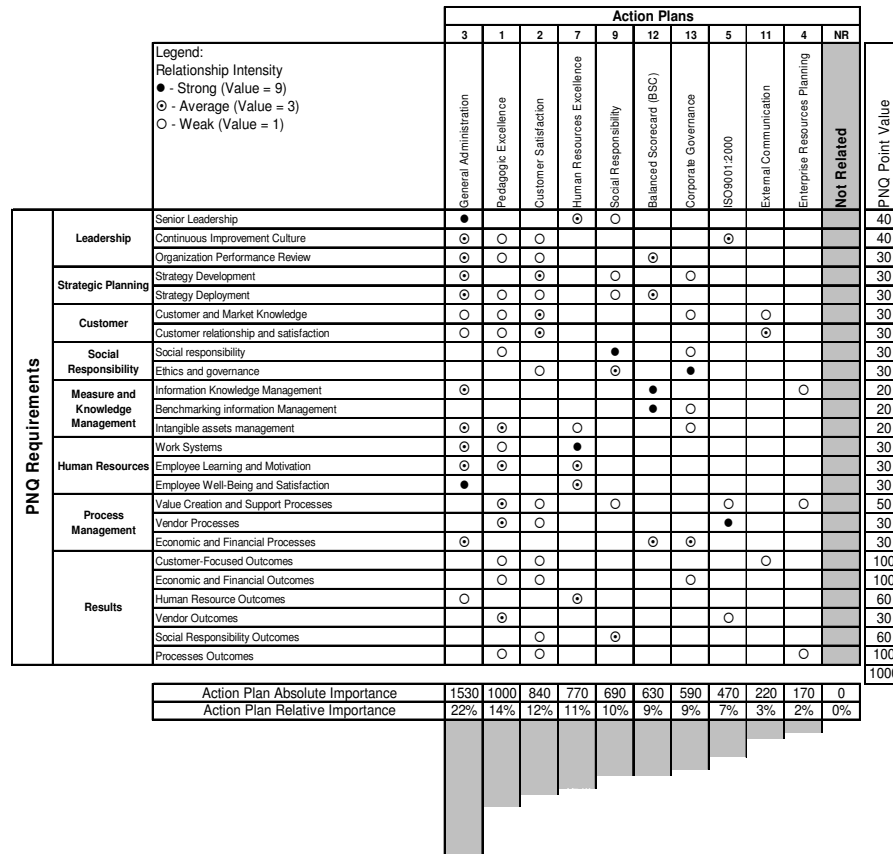 Action Plans
3 1 2 7 9 12 13 5 11 4 NR
Legend:
Relationship Intensity
● - Strong (Value = 9)
⊙ - Average (Value = 3)
○ - Weak (Value = 1)
General Administration
Pedagogic Excellence
Customer Satisfaction
Human Resources Excellence
Social Responsibility
Balanced Scorecard (BSC)
Corporate Governance
ISO9001:2000
External Communication
Enterprise Resources Planning
Not Related
PNQ Point Value
PNQ Requirements
Leadership
Senior Leadership ● ⊙ ○ 40
Continuous Improvement Culture ⊙ ○ ○ ⊙ 40
Organization Performance Review ⊙ ○ ○ ⊙ 30
Strategic Planning
Strategy Development ⊙ ⊙ ○ ○ 30
Strategy Deployment ⊙ ○ ○ ○ ⊙ 30
Customer
Customer and Market Knowledge ○ ○ ⊙ ○ ○ 30
Customer relationship and satisfaction ○ ○ ⊙ ⊙ 30
Social
Responsibility
Social responsibility ○ ● ○ 30
Ethics and governance ○ ⊙ ● 30
Measure and
Knowledge
Management
Information Knowledge Management ⊙ ● ○ 20
Benchmarking information Management ● ○ 20
Intangible assets management ⊙ ⊙ ○ ○ 20
Human Resources
Work Systems ⊙ ○ ● 30
Employee Learning and Motivation ⊙ ⊙ ⊙ 30
Employee Well-Being and Satisfaction ● ⊙ 30
Process
Management
Value Creation and Support Processes ⊙ ○ ○ ○ ○ 50
Vendor Processes ⊙ ○ ● 30
Economic and Financial Processes ⊙ ⊙ ⊙ 30
Results
Customer-Focused Outcomes ○ ○ ○ 100
Economic and Financial Outcomes ○ ○ ○ 100
Human Resource Outcomes ○ ⊙ 60
Vendor Outcomes ⊙ ○ 30
Social Responsibility Outcomes ○ ⊙ 60
Processes Outcomes ○ ○ ○ 100
1000
Action Plan Absolute Importance 1530 1000 840 770 690 630 590 470 220 170 0
Action Plan Relative Importance 22% 14% 12% 11% 10% 9% 9% 7% 3% 2% 0%